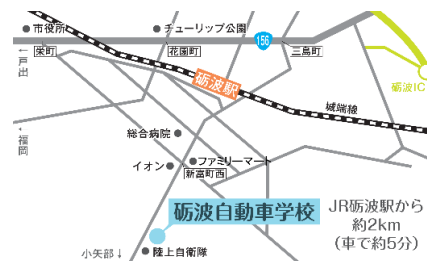 市役所
チューリップ公園
156
栄町
花園町
三島町
←戸出
砺波駅
砺波IC
城端線
←福岡
総合病院
イオン
ファミリーマート
新富町西
砺波自動車学校
JR砺波駅から
約2km
(車で約5分)
小矢部↓
陸上自衛隊